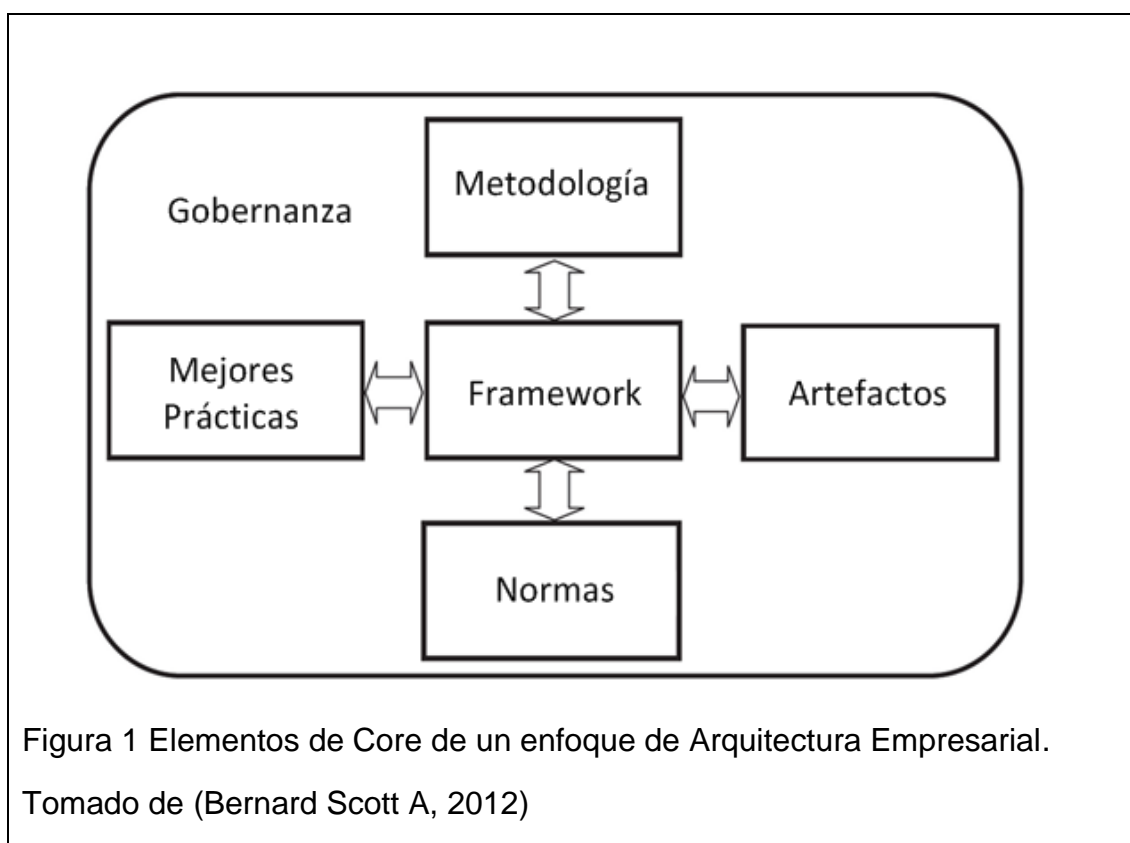 Gobernanza
Metodología
Mejores
Prácticas
Framework
Artefactos
Normas
Figura 1 Elementos de Core de un enfoque de Arquitectura Empresarial.
Tomado de (Bernard Scott A, 2012)